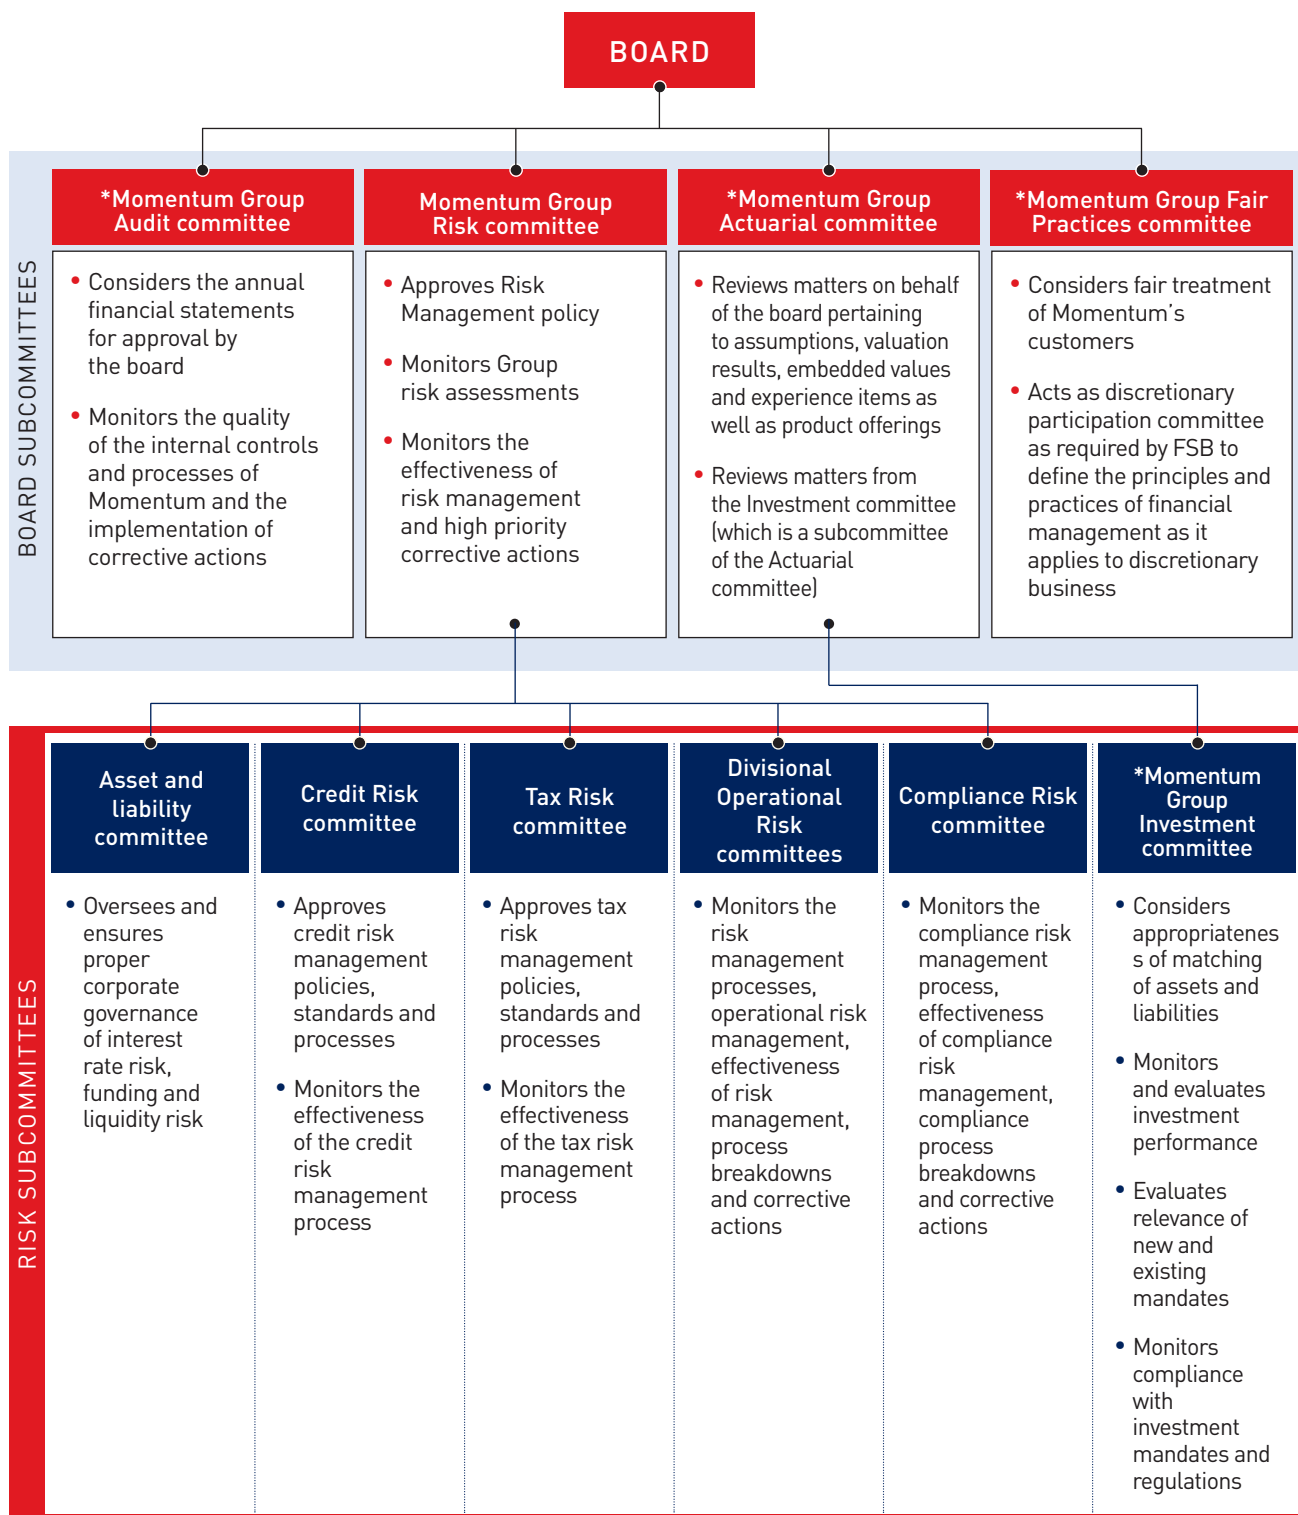 BOARD
BOARD SUBCOMMITTEES
*Momentum Group
Audit committee
• Considers the annual
financial statements
for approval by
the board
• Monitors the quality
of the internal controls
and processes of
Momentum and the
implementation of
corrective actions
Momentum Group
Risk committee
• Approves Risk
Management policy
• Monitors Group
risk assessments
• Monitors the
effectiveness of
risk management
and high priority
corrective actions
*Momentum Group
Actuarial committee
• Reviews matters on behalf
of the board pertaining
to assumptions, valuation
results, embedded values
and experience items as
well as product offerings
• Reviews matters from
the Investment committee
(which is a subcommittee
of the Actuarial
committee)
*Momentum Group Fair
Practices committee
• Considers fair treatment
of Momentum's
customers
• Acts as discretionary
participation committee
as required by FSB to
define the principles and
practices of financial
management as it
applies to discretionary
business
RISK SUBCOMMITTEES
Asset and
liability
committee
• Oversees and
ensures
proper
corporate
governance
of interest
rate risk,
funding and
liquidity risk
Credit Risk
committee
• Approves
credit risk
management
policies,
standards and
processes
• Monitors the
effectiveness
of the credit
risk
management
process
Tax Risk
committee
• Approves tax
risk
management
policies,
standards and
processes
• Monitors the
effectiveness
of the tax risk
management
process
Divisional
Operational
Risk
committees
• Monitors the
risk
management
processes,
operational risk
management,
effectiveness
of risk
management,
process
breakdowns
and corrective
actions
Compliance Risk
committee
• Monitors the
compliance risk
management
process,
effectiveness
of compliance
risk
management,
compliance
process
breakdowns
and corrective
actions
*Momentum
Group
Investment
committee
• Considers
appropriatenes
s of matching
of assets and
liabilities
• Monitors
and evaluates
investment
performance
• Evaluates
relevance of
new and
existing
mandates
• Monitors
compliance
with
investment
mandates and
regulations